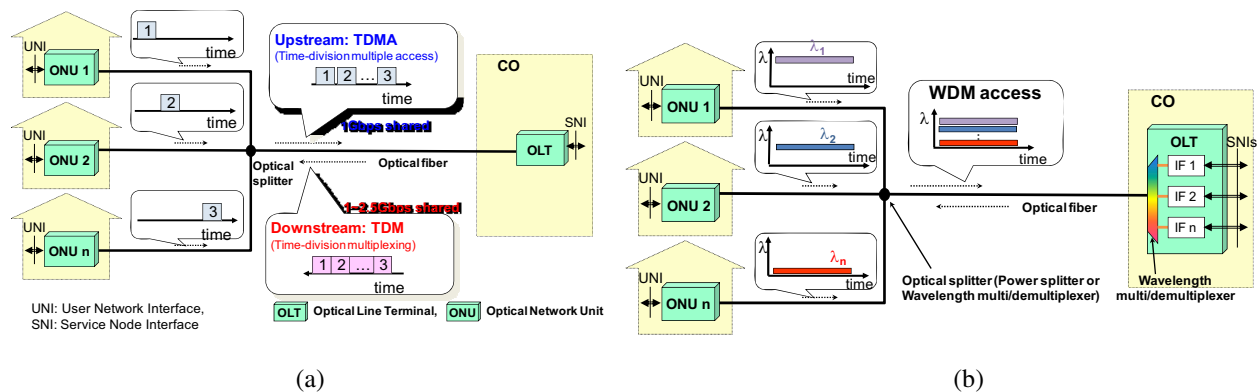 UNI
ONU 1
1
time
Upstream: TDMA
(Time-division multiple access)
1 2 … 3
time
1Gbpa shared
CO
UNI
ONU 2
2
time
OLT
SNI
Optical splitter
Optical fiber
UNI
ONU n
3
time
1~2.5Gbps shared
Downstream: TDM
(Time-division multiplexing)
1 2 … 3
time
UNI: User Network Interface,
SNI: Service Node Interface
OLT Optical Line Terminal, ONU Optical Network Unit
(a)
UNI
ONU 1
λ
λ1
time
WDM access
λ
:
time
CO
OLT
SNIs
IF 1
IF 2
IF n
UNI
ONU 2
λ
λ2
time
Optical fiber
UNI
ONU n
λ
λn
time
Optical splitter (Power splitter or
Wavelength multi/demultiplexer)
Wavelength
multi/demultiplexer
(b)